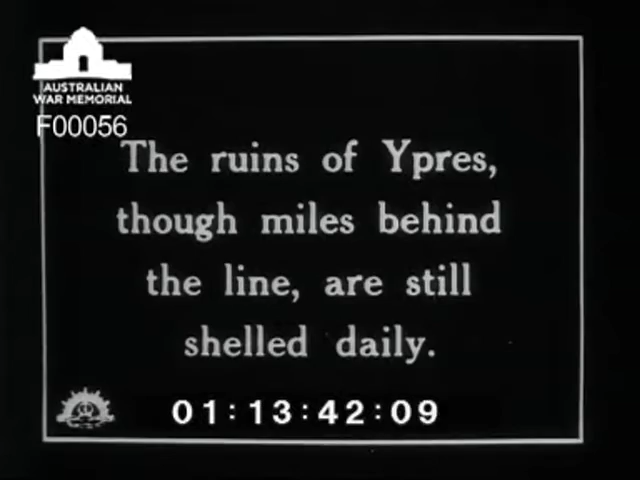 AUSTRALIAN
WAR MEMORIAL
F00056
The ruins of Ypres,
though miles behind
the line, are still
shelled daily.
01:13:42:09